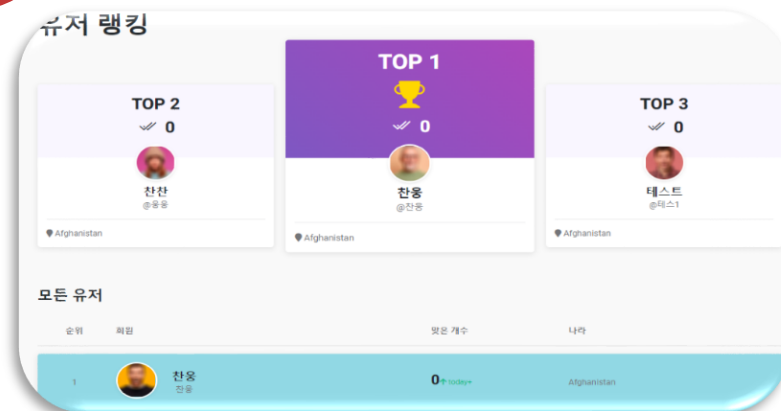 유저 랭킹
TOP 1
TOP 2
TOP 3
0
0
0
찬찬
@웅웅
찬웅
@찬웅
테스트
@테스1
Afghanistan
Afghanistan
Afghanistan
모든 유저
순위 회원 맞은 개수 나라
1 찬웅 0 today+ Afghanistan
찬웅